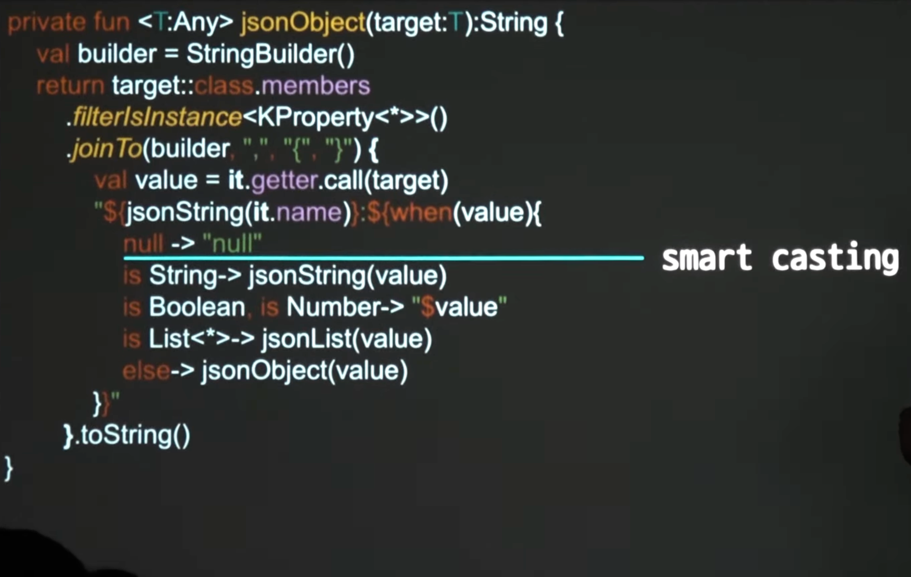 private fun <T:Any> jsonObject(target:T):String {
val builder = StringBuilder()
return target::class.members
.filterIsInstance<KProperty<*>>()
.joinTo(builder, ",", "{", "}") {
val value = it.getter.call(target)
"${jsonString(it.name)}:${when(value){
null -> "null"
smart casting
is String-> jsonString(value)
is Boolean, is Number-> "$value"
is List<*>-> jsonList(value)
else-> jsonObject(value)
}}"
}.toString()
}